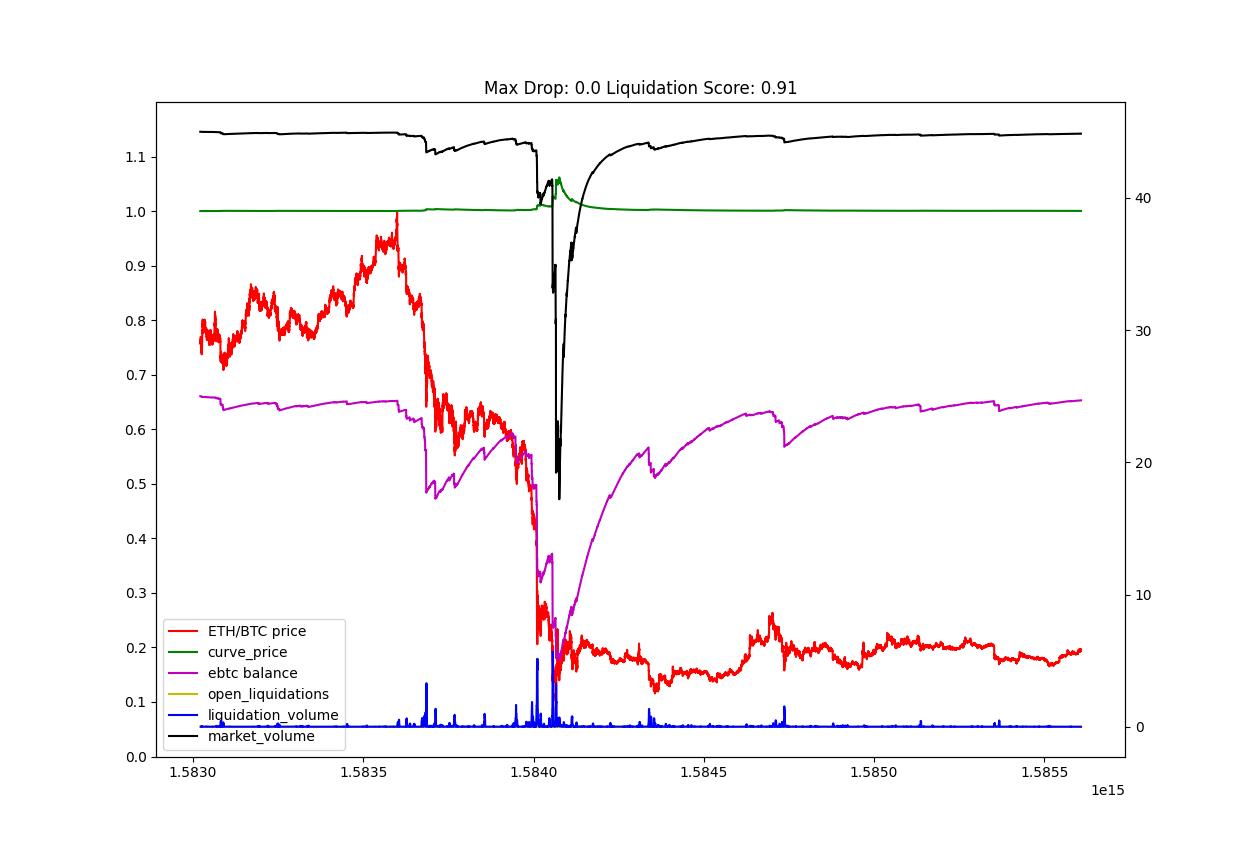 Max Drop: 0.0 Liquidation Score: 0.91
1.1
1.0
0.9
0.8
0.7
0.6
0.5
0.4
0.3
0.2
0.1
0.0
40
30
20
10
0
ETH/BTC price
curve_price
ebtc balance
open_liquidations
liquidation_volume
market_volume
1.5830 1.5835 1.5840 1.5845 1.5850 1.5855
1e15